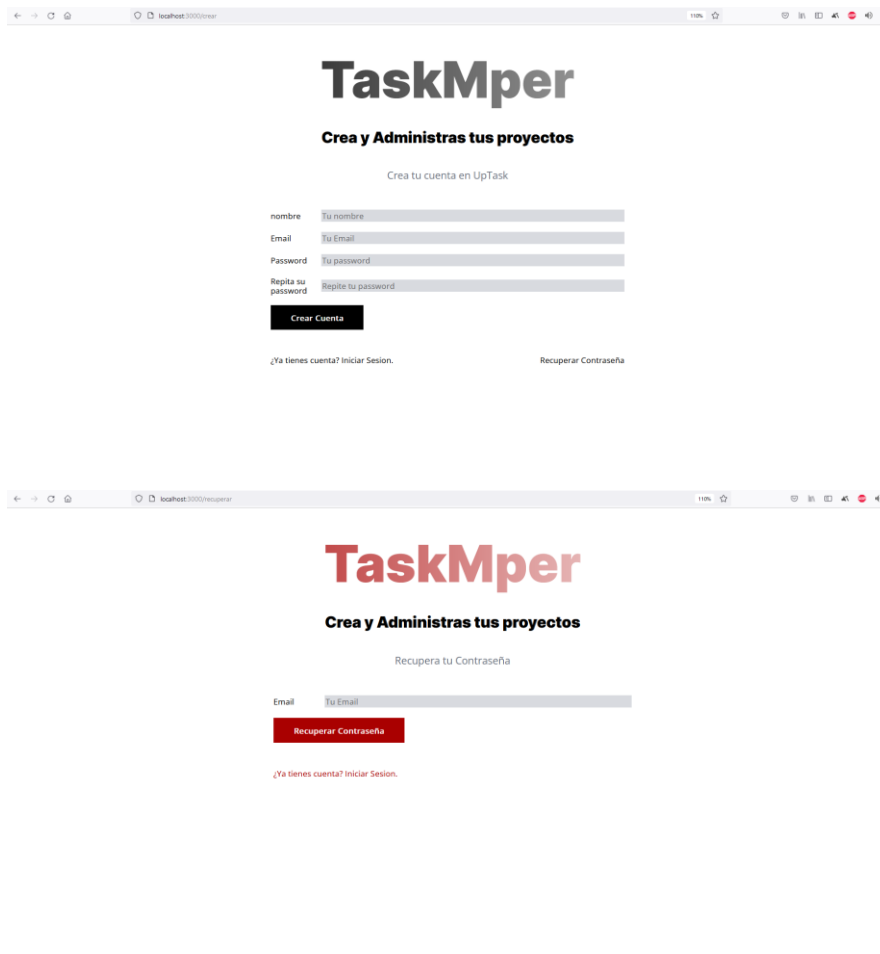 localhost:3000/crear
110%
TaskMper
Crea y Administras tus proyectos
Crea tu cuenta en UpTask
nombre Tu nombre
Email Tu Email
Password Tu password
Repita su
password Repite tu password
Crear Cuenta
¿Ya tienes cuenta? Iniciar Sesion. Recuperar Contraseña
localhost:3000/recuperar
110%
TaskMper
Crea y Administras tus proyectos
Recupera tu Contraseña
Email Tu Email
Recuperar Contraseña
¿Ya tienes cuenta? Iniciar Sesion.